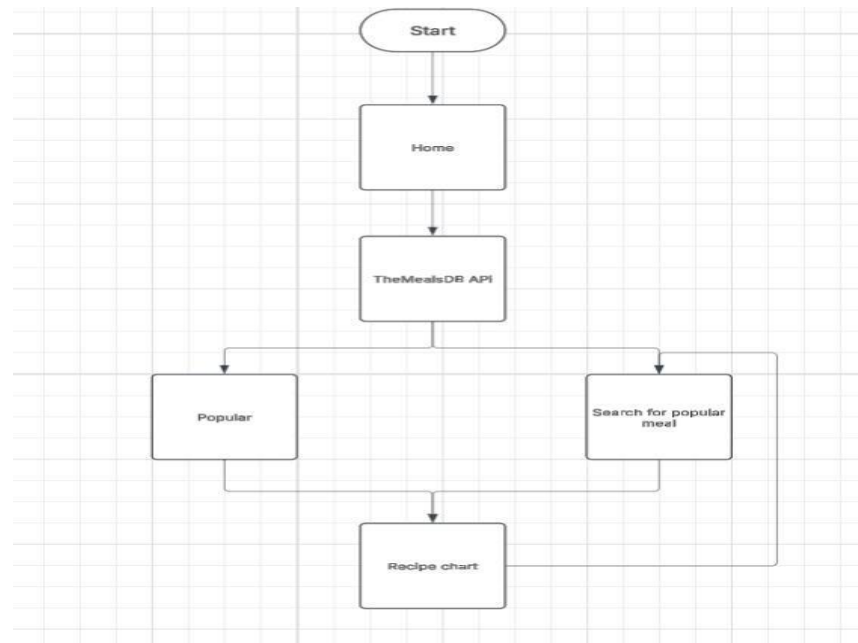 Start
Home
TheMealsDB APi
Popular
Search for popular
meal
Recipe chart